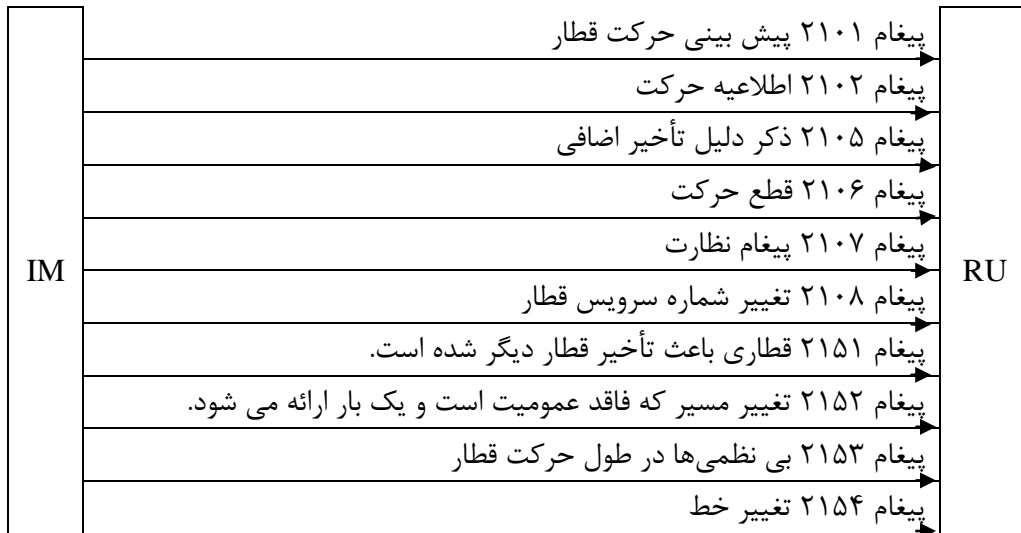 پیغام ۲۱۰۱ پیش بینی حرکت قطار
پیغام ۲۱۰۲ اطلاعیه حرکت
پیغام ۲۱۰۵ ذکر دلیل تأخیر اضافی
پیغام ۲۱۰۶ قطع حرکت
پیغام ۲۱۰۷ پیغام نظارت
IM
RU
پیغام ۲۱۰۸ تغییر شماره سرویس قطار
پیغام ۲۱۵۱ قطاری باعث تأخیر قطار دیگر شده است.
پیغام ۲۱۵۲ تغییر مسیر که فاقد عمومیت است و یک بار ارائه می شود.
پیغام ۲۱۵۳ بی نظمی‌ها در طول حرکت قطار
پیغام ۲۱۵۴ تغییر خط